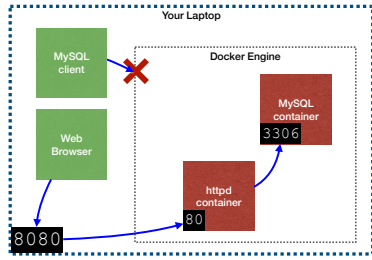 Your Laptop
MySQL
client
Docker Engine
MySQL
container
3306
Web
Browser
httpd
container
80
8080